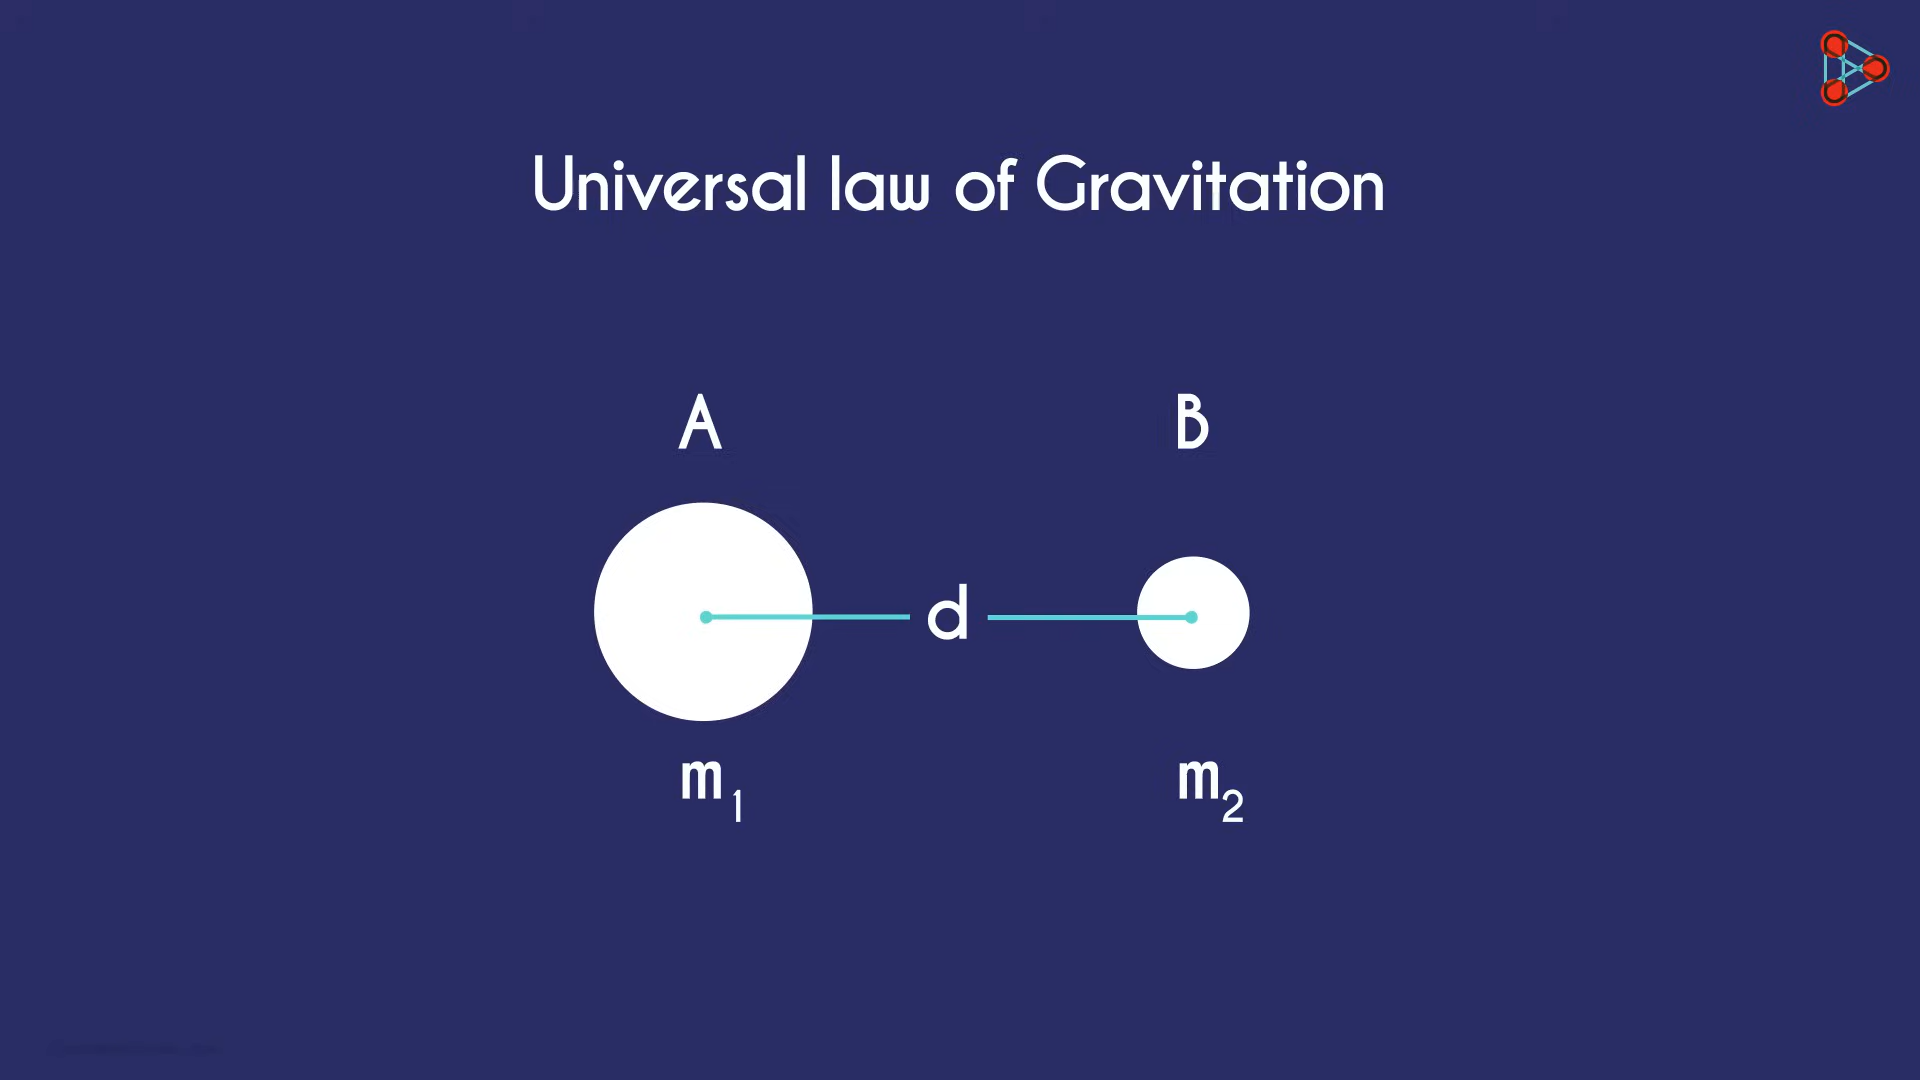 Universal law of Gravitation
A B
d
m₁ m₂